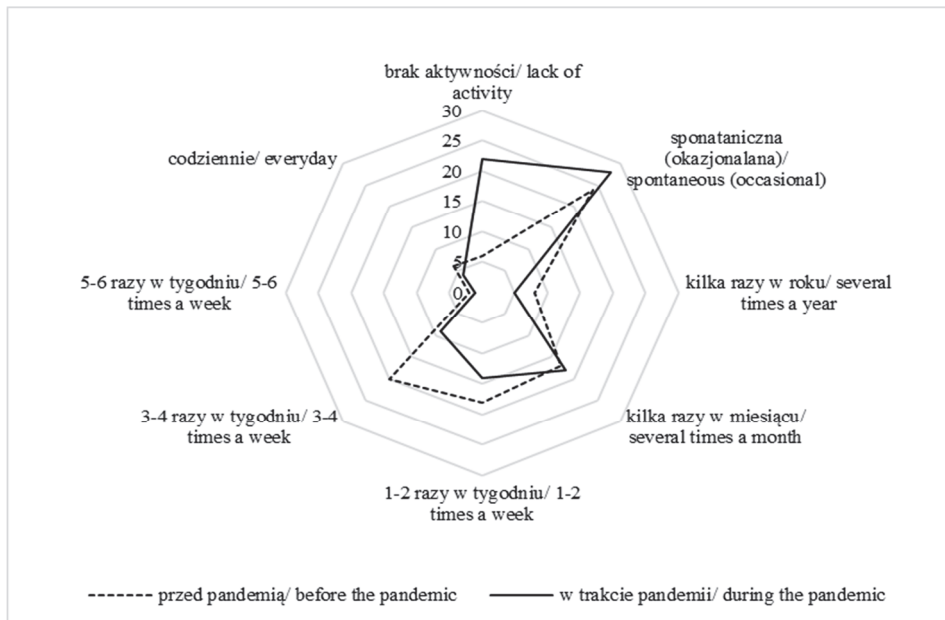 brak aktywności/ lack of
activity
30
25
20
15
10
5
0
sponataniczna
(okazjonalana)/
spontaneous (occasional)
kilka razy w roku/ several
times a year
kilka razy w miesiącu/
several times a month
1-2 razy w tygodniu/ 1-2
times a week
3-4 razy w tygodniu/ 3-4
times a week
5-6 razy w tygodniu/ 5-6
times a week
codziennie/ everyday
przed pandemią/ before the pandemic
w trakcie pandemii/ during the pandemic